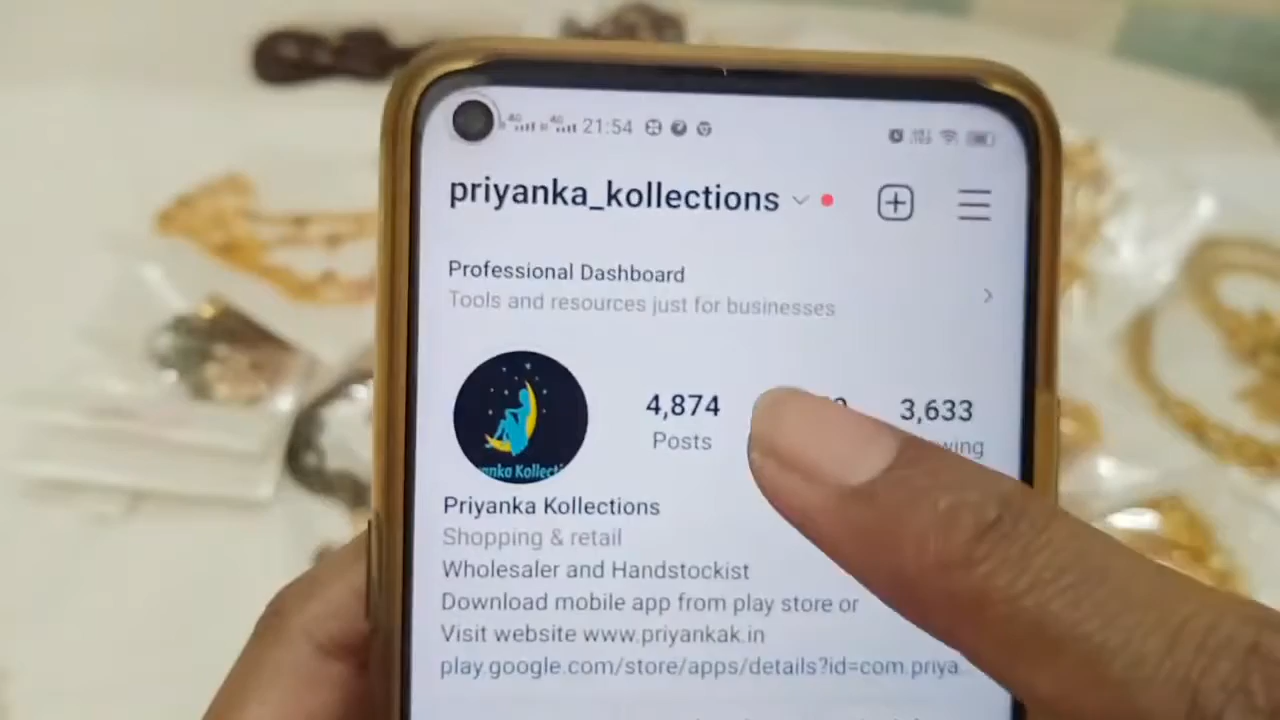 4G 4G 21:54
priyanka_kollections
Professional Dashboard
Tools and resources just for businesses
4,874
3,633
Posts
Priyanka Kollections
Shopping & retail
Wholesaler and Handstockist
Download mobile app from play store or
Visit website www.priyankak.in
play.google.com/store/apps/details?id=com.priya